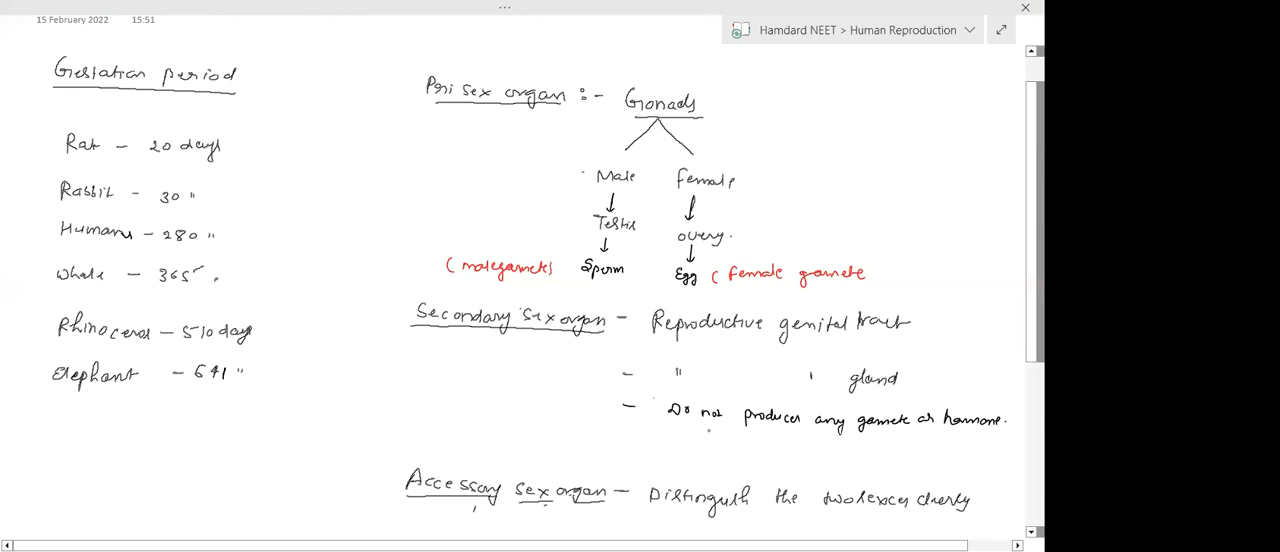 15 February 2022 15:51
Hamdard NEET > Human Reproduction
Gestation period
Rat - 20 days
Rabbit - 30 "
Humans - 280 "
Whale - 365
Rhinoceros - 510 days
Elephant - 641 "
Pri sex organ :- Gonads
Male Female
Testis ovary.
(malegamete) Sperm Egg (Female gamete
Secondary Sex organ - Reproductive genital tract
- " " gland
- Do not produces any gamete or hormone.
Accessory sex organ - Distinguish the two sexes clearly